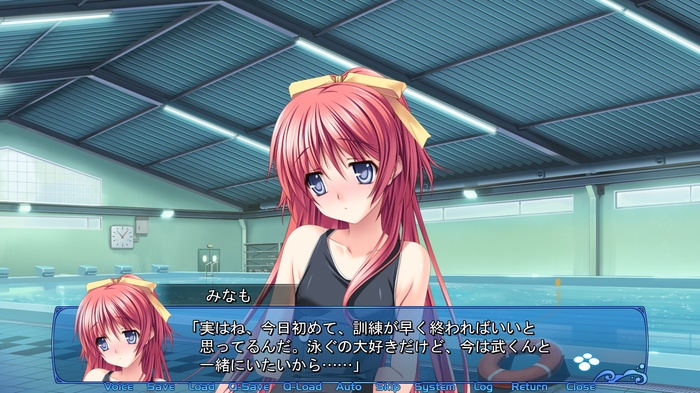 みなも
「実はね、今日初めて、訓練が早く終わればいいと
思ってるんだ。泳ぐの大好きだけど、今は武くんと
一緒にいたいから……」
Voice Save Load Q-Save Q-Load Auto Skip System Log Return Close